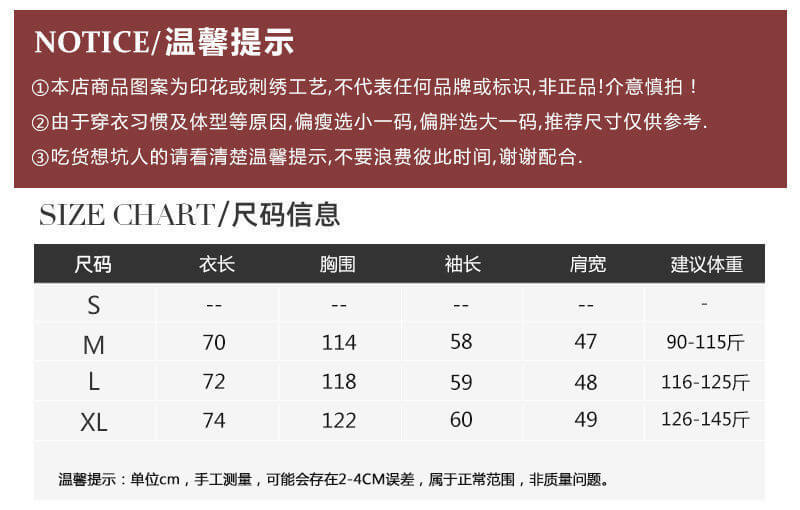 NOTICE/温馨提示
①本店商品图案为印花或刺绣工艺,不代表任何品牌或标识,非正品!介意慎拍！
②由于穿衣习惯及体型等原因,偏瘦选小一码,偏胖选大一码,推荐尺寸仅供参考.
③吃货想坑人的请看清楚温馨提示,不要浪费彼此时间,谢谢配合.
SIZE CHART/尺码信息
尺码 衣长 胸围 袖长 肩宽 建议体重
S -- -- -- -- -
M 70 114 58 47 90-115斤
L 72 118 59 48 116-125斤
XL 74 122 60 49 126-145斤
温馨提示：单位cm，手工测量，可能会存在2-4CM误差，属于正常范围，非质量问题。